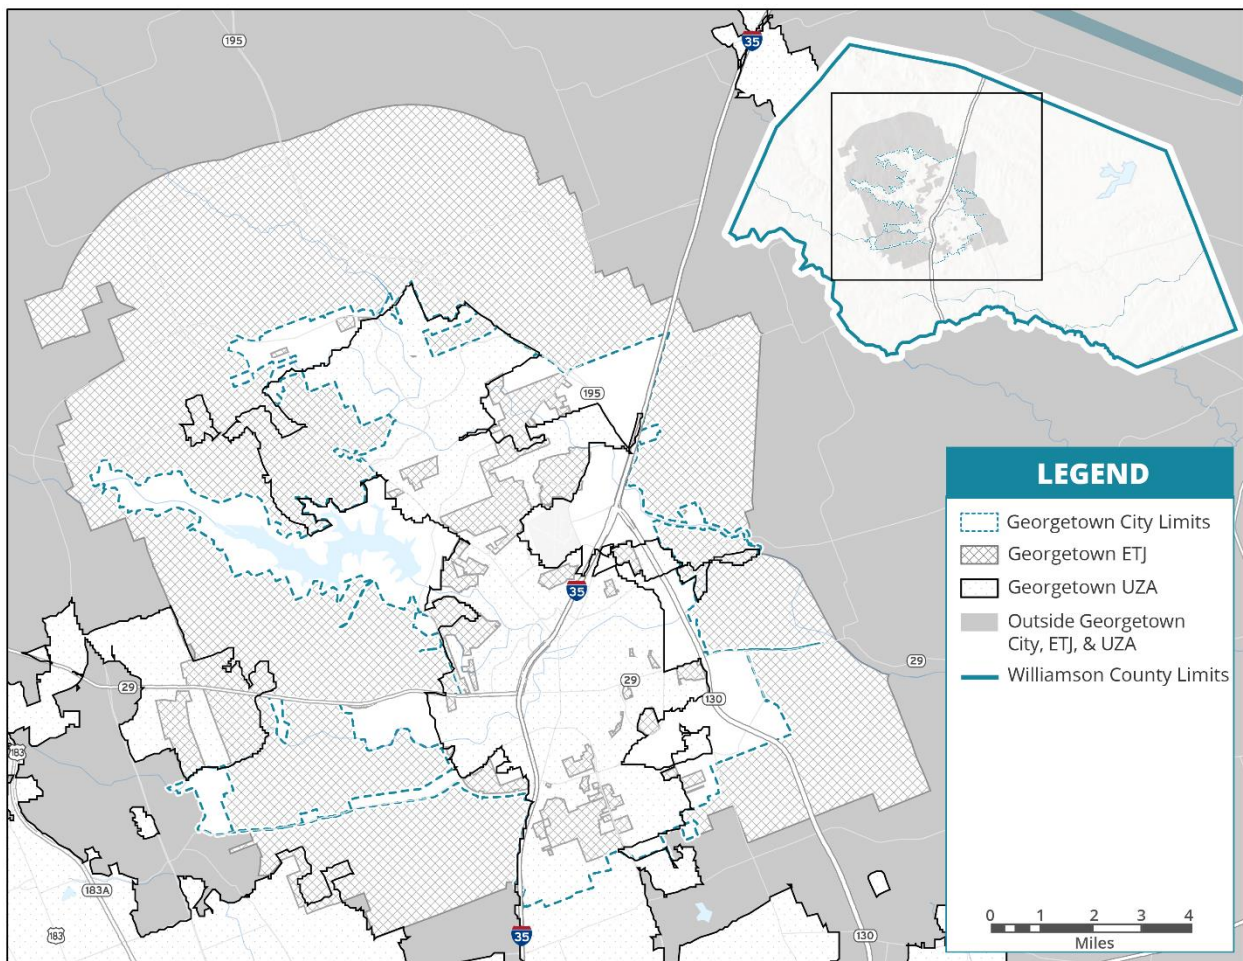 195
35
195
LEGEND
Georgetown City Limits
Georgetown ETJ
Georgetown UZA
Outside Georgetown
City, ETJ, & UZA
Williamson County Limits
35
29
29
29
130
183
183A
183
35
130
0 1 2 3 4
Miles